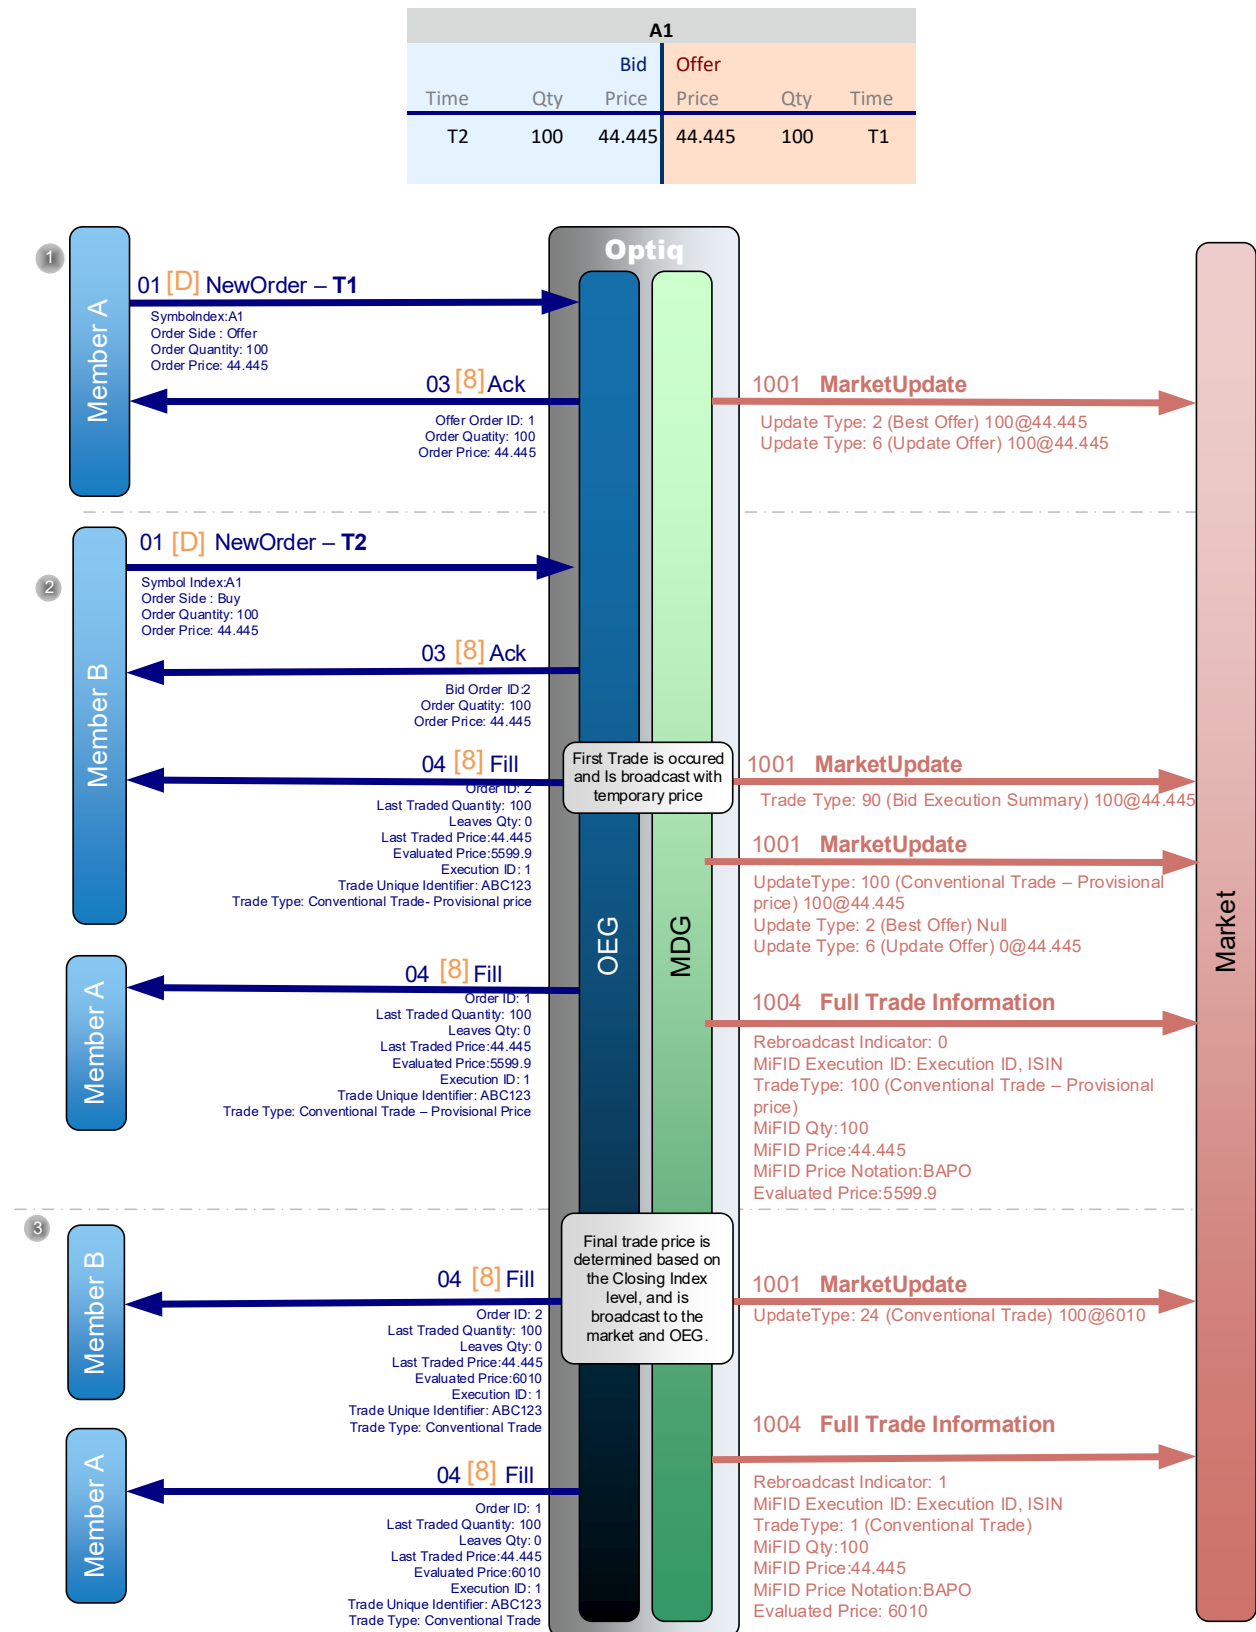 A1
Bid Offer
Time Qty Price Price Qty Time
T2 100 44.445 44.445 100 T1
Optiq
1
Member A
01 [D] NewOrder – T1
SymbolIndex:A1
Order Side : Offer
Order Quantity: 100
Order Price: 44.445
03 [8] Ack
Offer Order ID: 1
Order Quatity: 100
Order Price: 44.445
1001 MarketUpdate
Update Type: 2 (Best Offer) 100@44.445
Update Type: 6 (Update Offer) 100@44.445
2
Member B
01 [D] NewOrder – T2
Symbol Index:A1
Order Side : Buy
Order Quantity: 100
Order Price: 44.445
03 [8] Ack
Bid Order ID:2
Order Quatity: 100
Order Price: 44.445
04 [8] Fill
Order ID: 2
Last Traded Quantity: 100
Leaves Qty: 0
Last Traded Price:44.445
Evaluated Price:5599.9
Execution ID: 1
Trade Unique Identifier: ABC123
Trade Type: Conventional Trade- Provisional price
First Trade is occured
and Is broadcast with
temporary price
1001 MarketUpdate
Trade Type: 90 (Bid Execution Summary) 100@44.445
1001 MarketUpdate
UpdateType: 100 (Conventional Trade – Provisional
price) 100@44.445
Update Type: 2 (Best Offer) Null
Update Type: 6 (Update Offer) 0@44.445
OEG
MDG
Market
Member A
04 [8] Fill
Order ID: 1
Last Traded Quantity: 100
Leaves Qty: 0
Last Traded Price:44.445
Evaluated Price:5599.9
Execution ID: 1
Trade Unique Identifier: ABC123
Trade Type: Conventional Trade – Provisional Price
1004 Full Trade Information
Rebroadcast Indicator: 0
MiFID Execution ID: Execution ID, ISIN
TradeType: 100 (Conventional Trade – Provisional
price)
MiFID Qty:100
MiFID Price:44.445
MiFID Price Notation:BAPO
Evaluated Price:5599.9
3
Member B
04 [8] Fill
Order ID: 2
Last Traded Quantity: 100
Leaves Qty: 0
Last Traded Price:44.445
Evaluated Price:6010
Execution ID: 1
Trade Unique Identifier: ABC123
Trade Type: Conventional Trade
Final trade price is
determined based on
the Closing Index
level, and is
broadcast to the
market and OEG.
1001 MarketUpdate
UpdateType: 24 (Conventional Trade) 100@6010
Member A
04 [8] Fill
Order ID: 1
Last Traded Quantity: 100
Leaves Qty: 0
Last Traded Price:44.445
Evaluated Price:6010
Execution ID: 1
Trade Unique Identifier: ABC123
Trade Type: Conventional Trade
1004 Full Trade Information
Rebroadcast Indicator: 1
MiFID Execution ID: Execution ID, ISIN
TradeType: 1 (Conventional Trade)
MiFID Qty:100
MiFID Price:44.445
MiFID Price Notation:BAPO
Evaluated Price: 6010